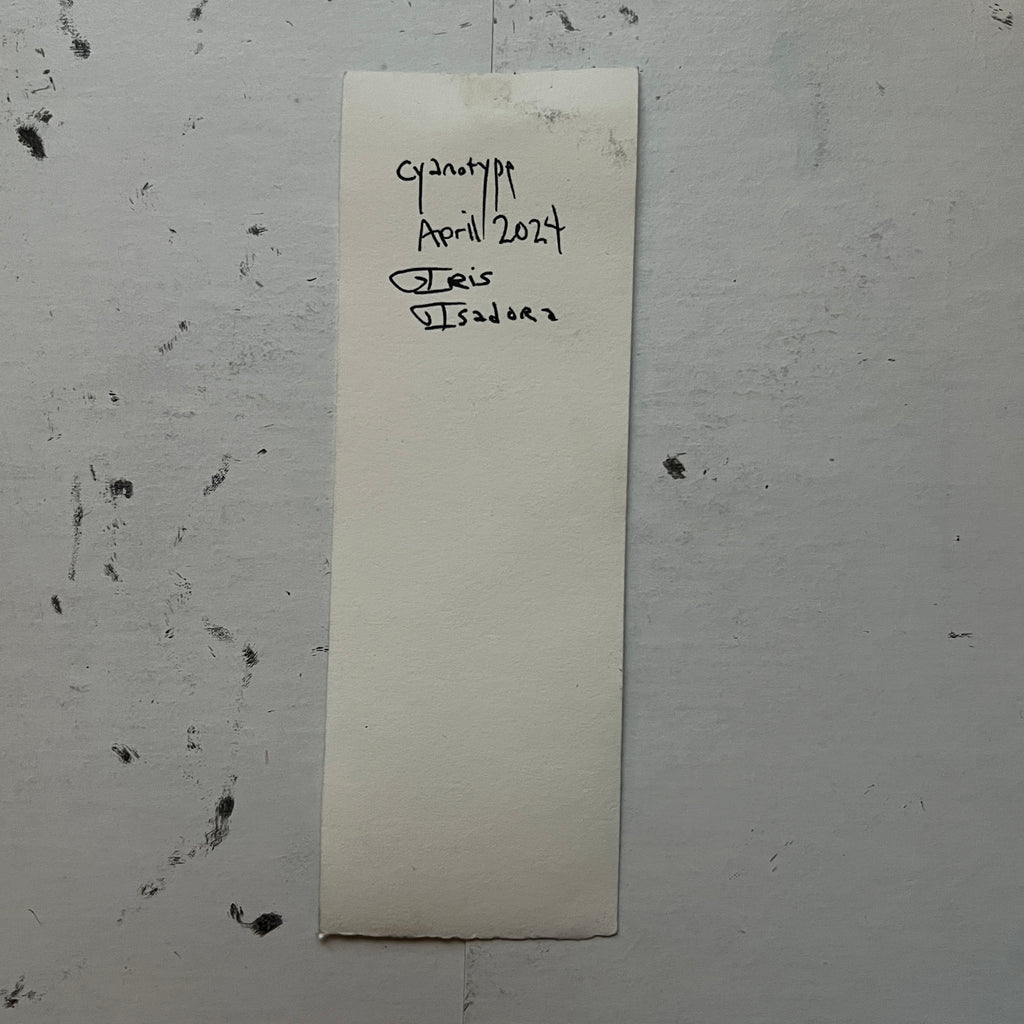 Cyanotype
April 2024
Iris
Isadora